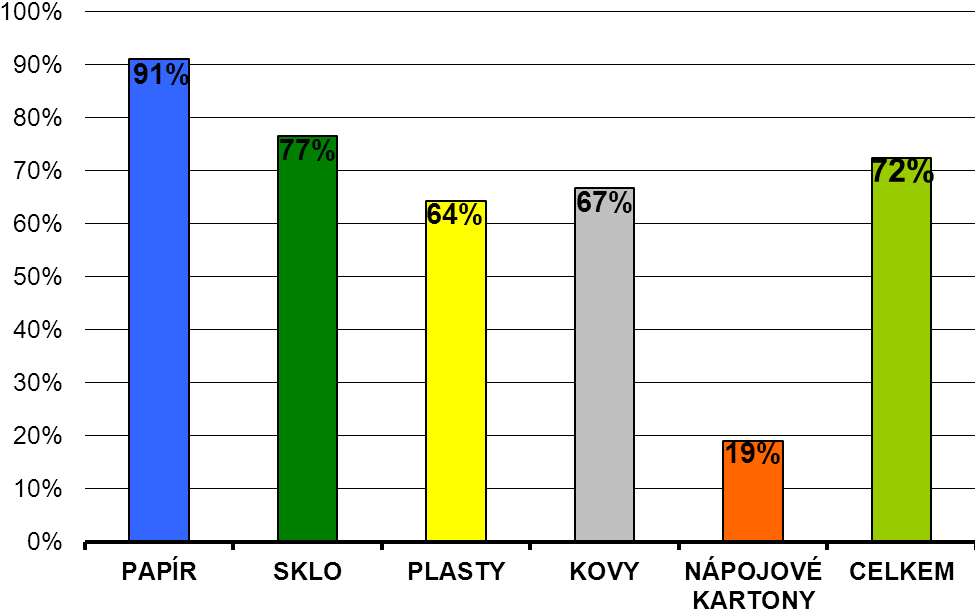 100%
90%
80%
70%
60%
50%
40%
30%
20%
10%
0%
91%
77%
64%
67%
19%
72%
PAPÍR
SKLO
PLASTY
KOVY
NÁPOJOVÉ
KARTONY
CELKEM